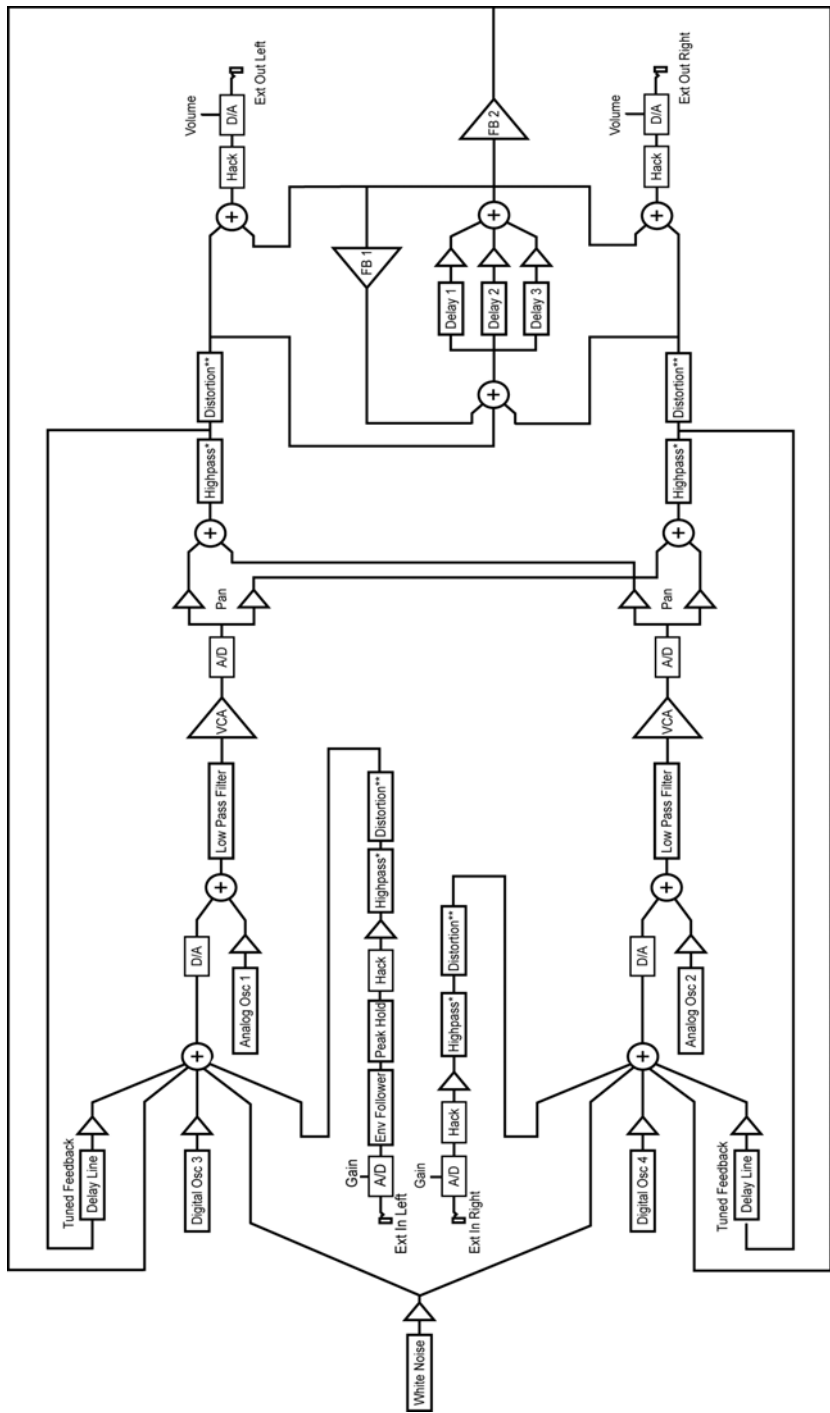 White Noise
Tuned Feedback
Delay Line
Digital Osc 3
D/A
Analog Osc 1
Low Pass Filter
VCA
A/D
Pan
Highpass*
Distortion**
Hack
Volume
D/A
Ext Out Left
Gain
Ext In Left
A/D
Env Follower
Peak Hold
Hack
Highpass*
Distortion**
Gain
Ext In Right
A/D
Hack
Highpass*
Distortion**
FB 1
Delay 1
Delay 2
Delay 3
FB 2
Digital Osc 4
Tuned Feedback
Delay Line
D/A
Analog Osc 2
Low Pass Filter
VCA
A/D
Pan
Highpass*
Distortion**
Hack
Volume
D/A
Ext Out Right